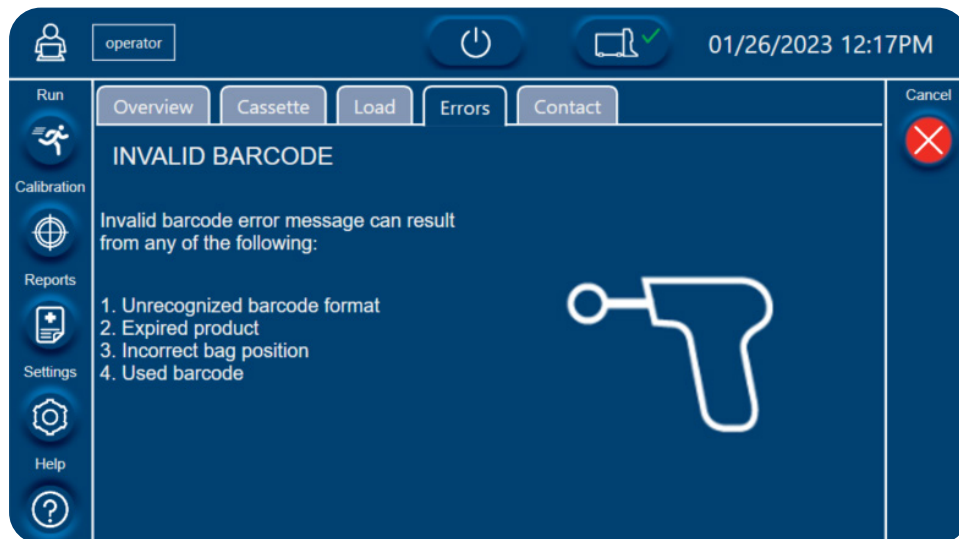 operator
01/26/2023 12:17PM
Run
Calibration
Reports
Settings
Help
Overview Cassette Load Errors Contact
INVALID BARCODE
Invalid barcode error message can result
from any of the following:
1. Unrecognized barcode format
2. Expired product
3. Incorrect bag position
4. Used barcode
Cancel